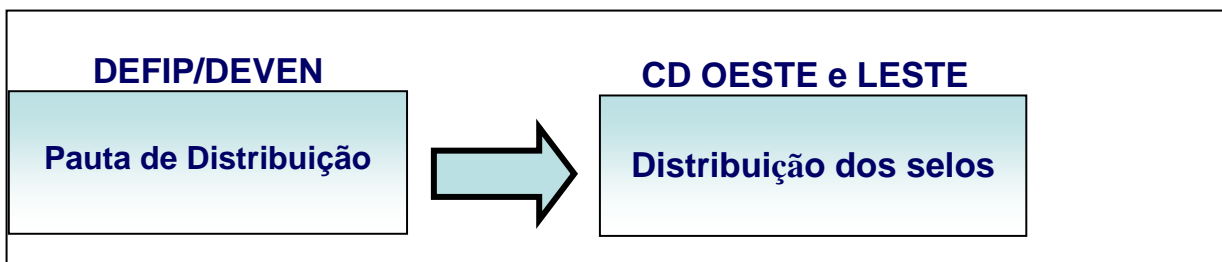 DEFIP/DEVEN
Pauta de Distribuição
CD OESTE e LESTE
Distribuição dos selos